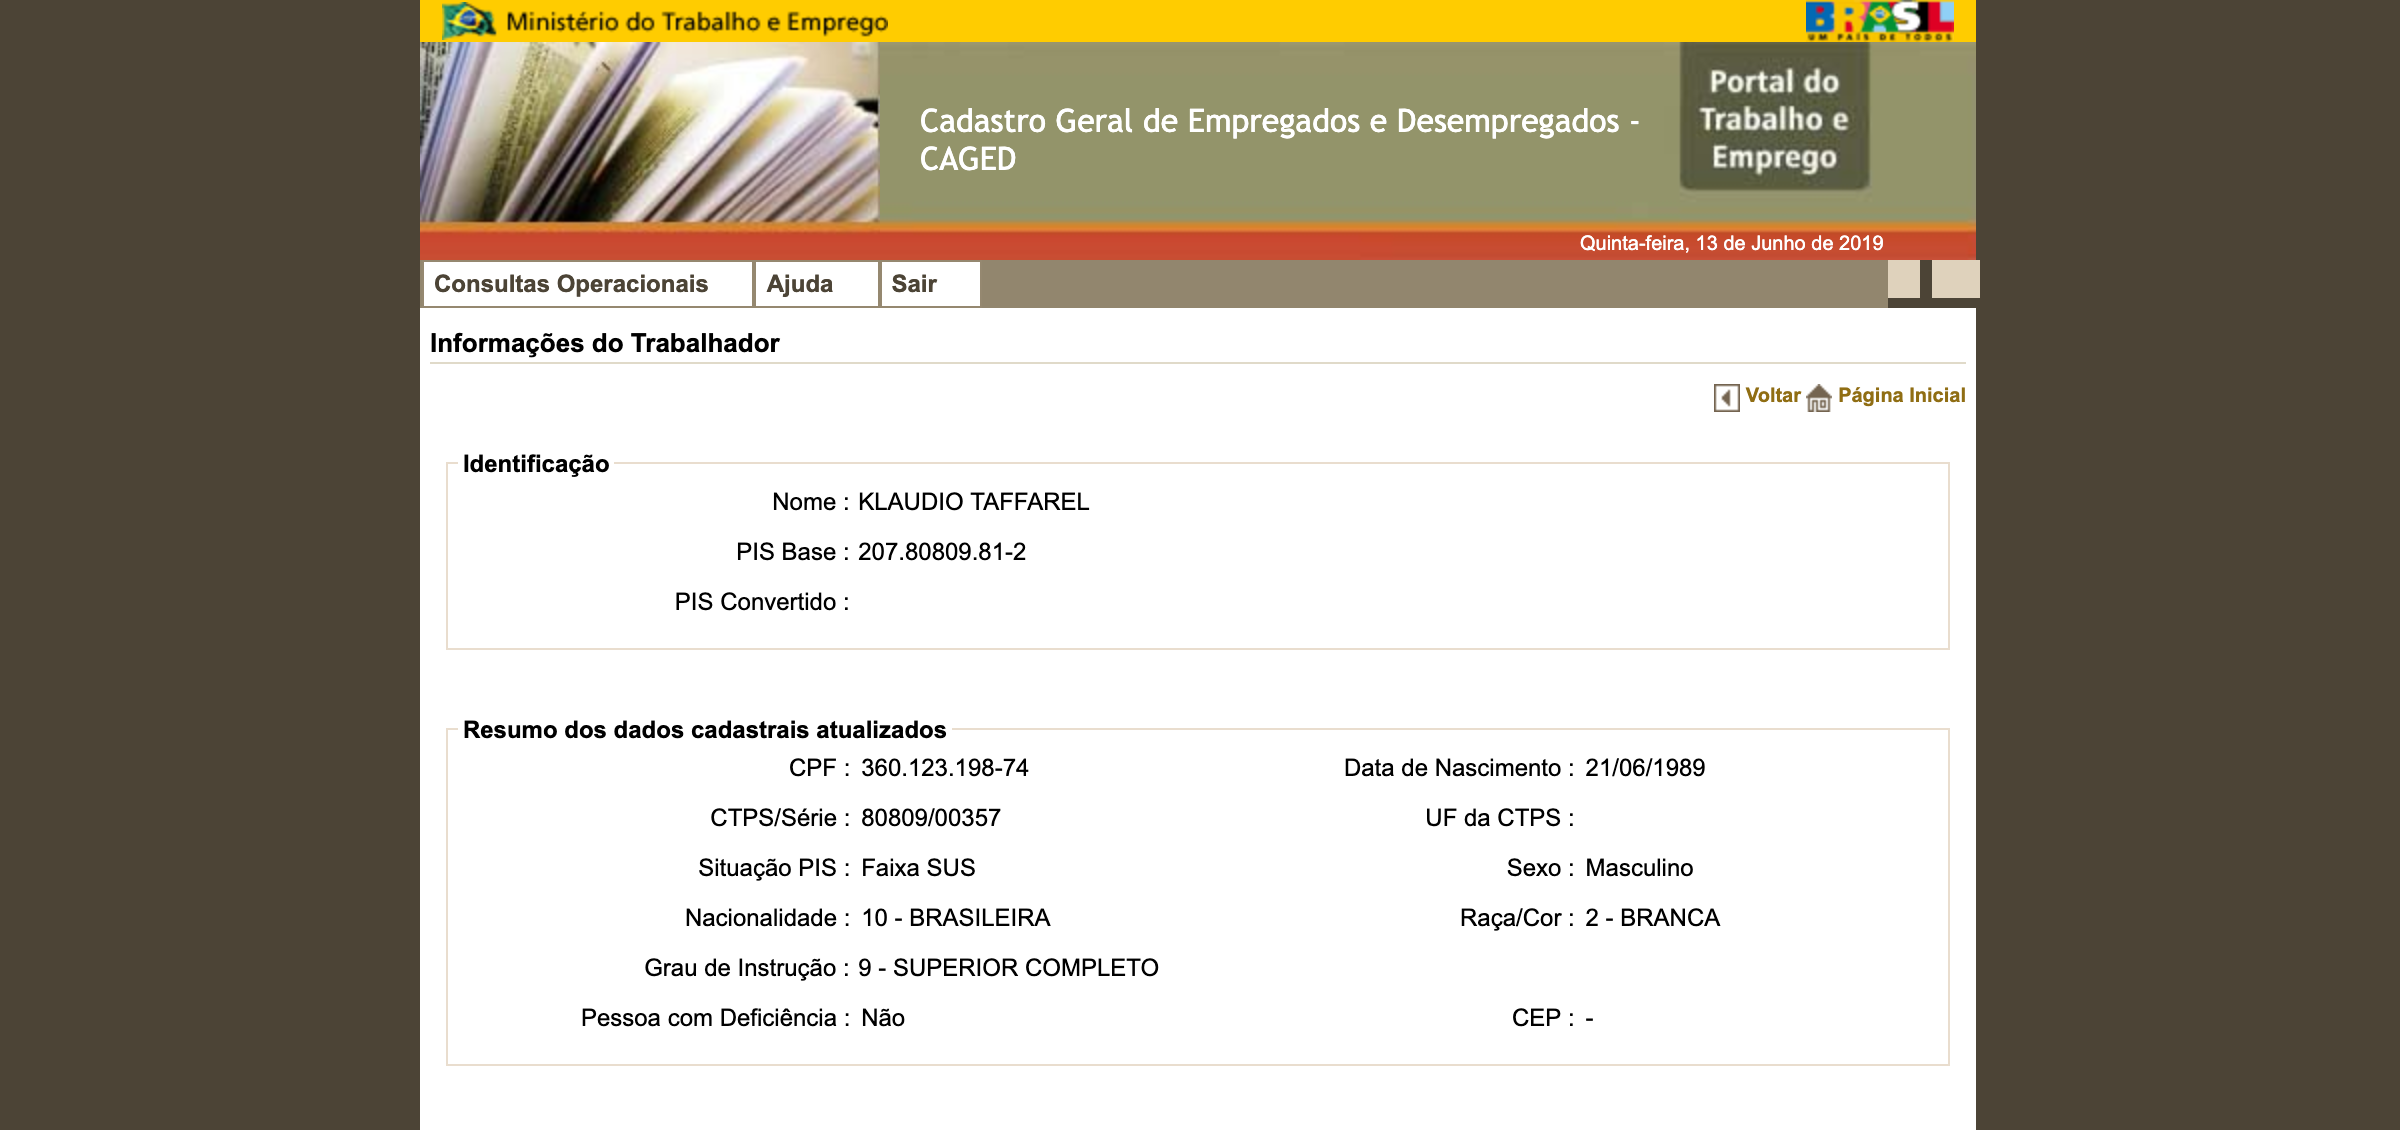 Ministério do Trabalho e Emprego
BRASIL
UM PAÍS DE TODOS
Cadastro Geral de Empregados e Desempregados -
CAGED
Portal do
Trabalho e
Emprego
Quinta-feira, 13 de Junho de 2019
Consultas Operacionais
Ajuda
Sair
Informações do Trabalhador
Voltar
Página Inicial
Identificação
Nome : KLAUDIO TAFFAREL
PIS Base : 207.80809.81-2
PIS Convertido :
Resumo dos dados cadastrais atualizados
CPF : 360.123.198-74
Data de Nascimento : 21/06/1989
CTPS/Série : 80809/00357
UF da CTPS :
Situação PIS : Faixa SUS
Sexo : Masculino
Nacionalidade : 10 - BRASILEIRA
Raça/Cor : 2 - BRANCA
Grau de Instrução : 9 - SUPERIOR COMPLETO
Pessoa com Deficiência : Não
CEP : -